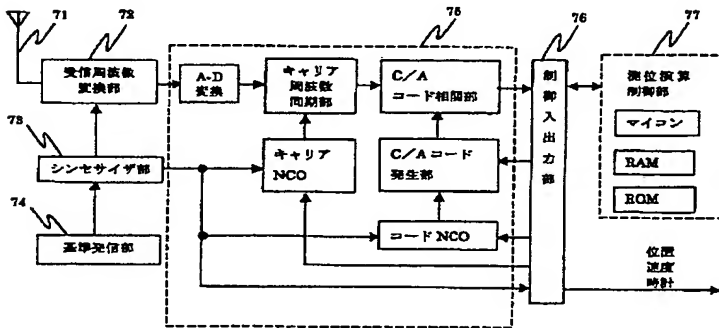 71
72
75
76
77
受信周波数
変換部
A-D
変換
キャリア
周波数
同期部
C/A
コード相関部
制御入出力部
測位演算
制御部
マイコン
RAM
ROM
73
シンセサイザ部
キャリア
NCO
C/Aコード
発生部
74
基準発信部
コードNCO
位置
速度
時計